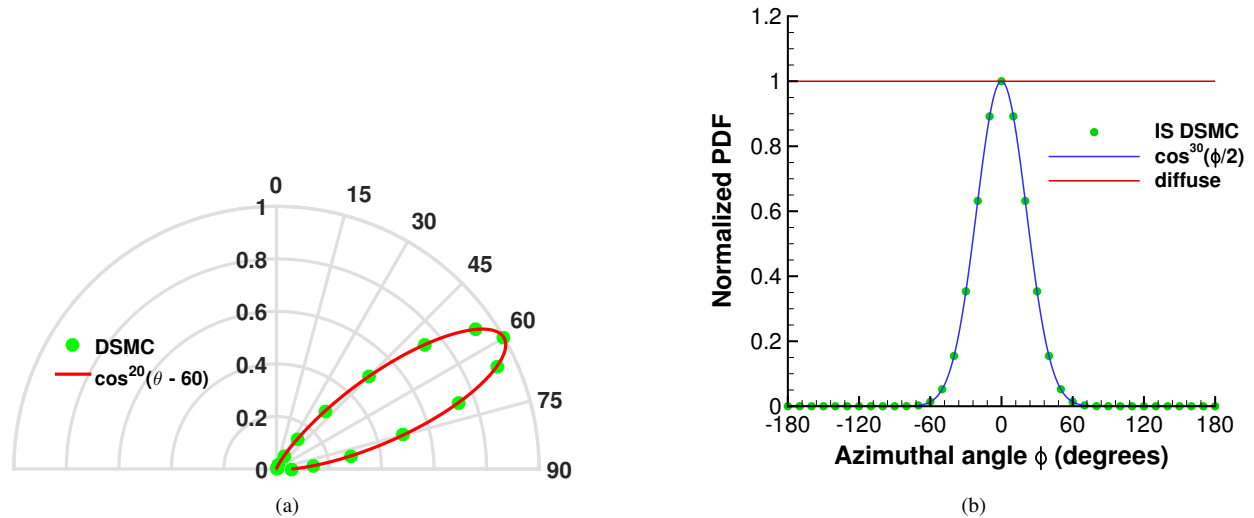 0
15
30
45
60
75
90
1
0.8
0.6
0.4
0.2
0
DSMC
cos²⁰(θ - 60)
(a)
Normalized PDF
1.2
1
0.8
0.6
0.4
0.2
0
-180 -120 -60 0 60 120 180
Azimuthal angle ϕ (degrees)
IS DSMC
cos³⁰(ϕ/2)
diffuse
(b)